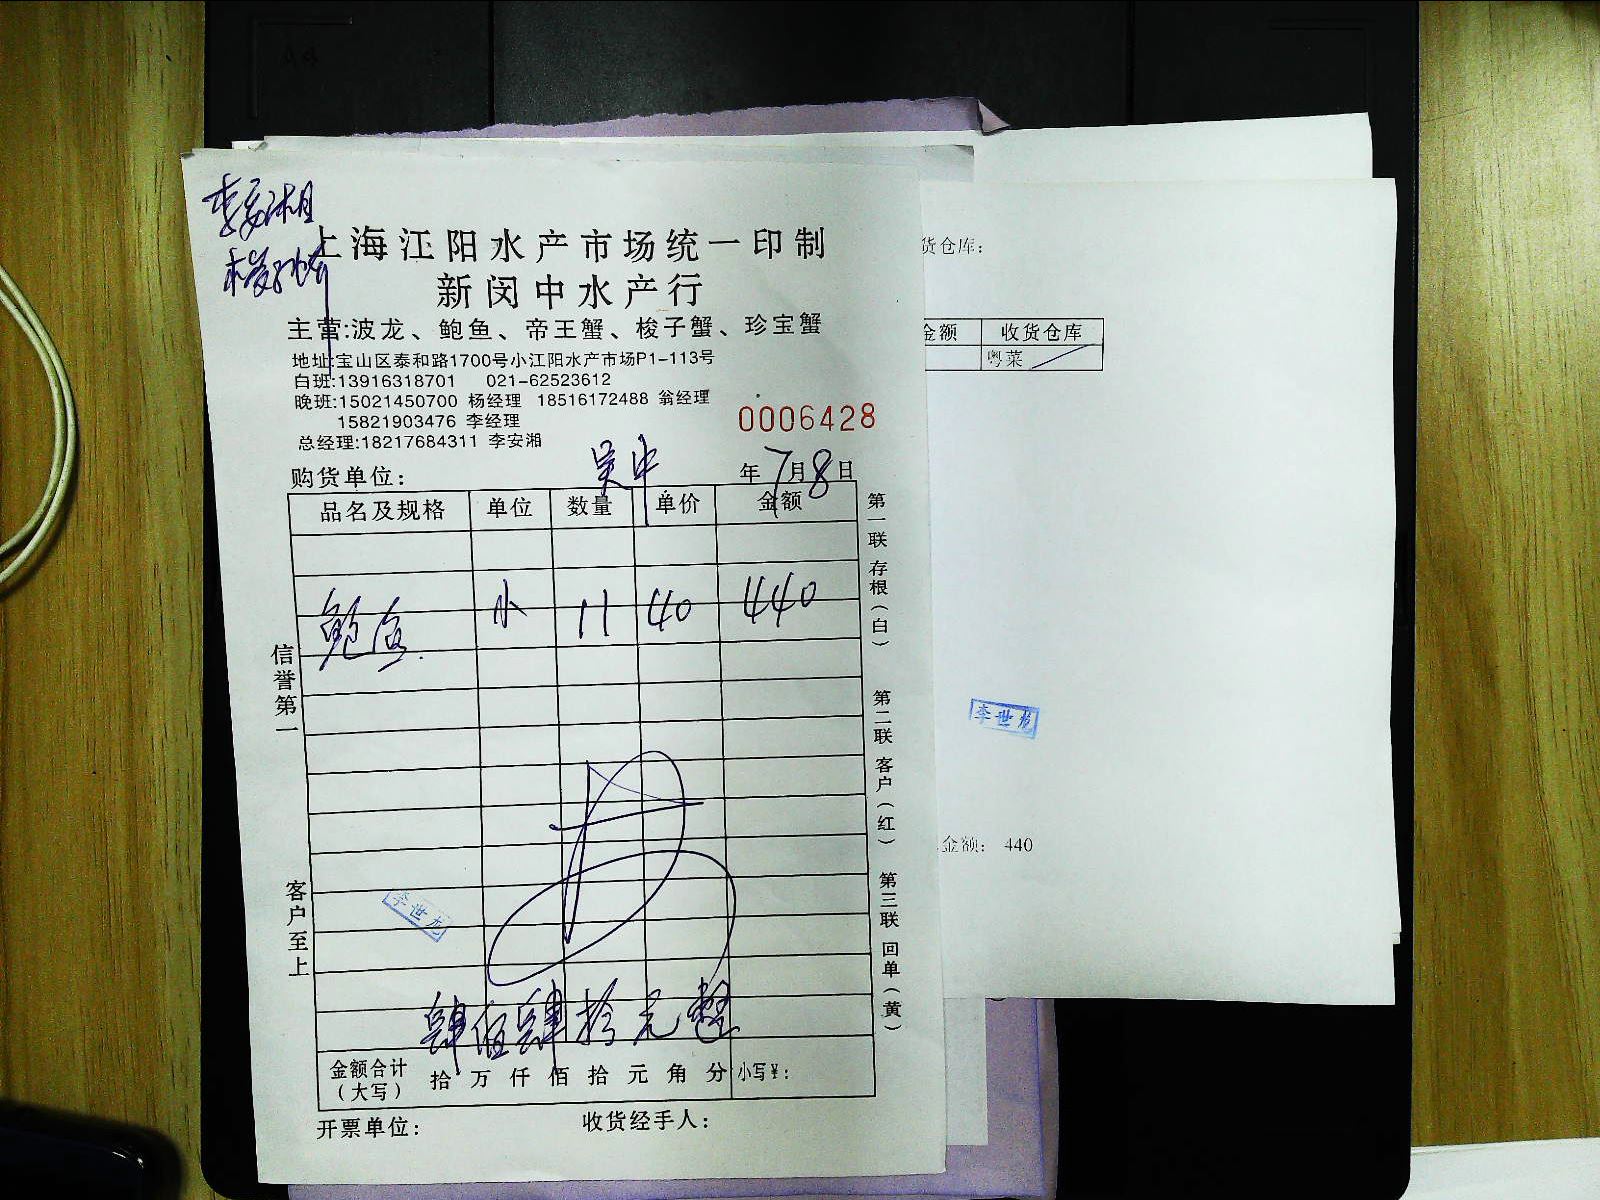 李安湘
上海江阳水产市场统一印制
新闵中水产行
主营:波龙、鲍鱼、帝王蟹、梭子蟹、珍宝蟹
地址:宝山区泰和路1700号小江阳水产市场P1-113号
白班:13916318701 021-62523612
晚班:15021450700 杨经理 18516172488 翁经理
15821903476 李经理
总经理:18217684311 李安湘
0006428
购货单位: 吴中 年7月8日
品名及规格 单位 数量 单价 金额
鲍鱼 小 11 40 440
肆佰肆拾元整
金额合计(大写) 拾 万 仟 佰 拾 元 角 分 小写¥:
开票单位: 收货经手人:
信誉第一
客户至上
第一联 存根(白)
第二联 客户(红)
第三联 回单(黄)
李世龙
货仓库:
金额 收货仓库
粤菜
李世龙
金额: 440